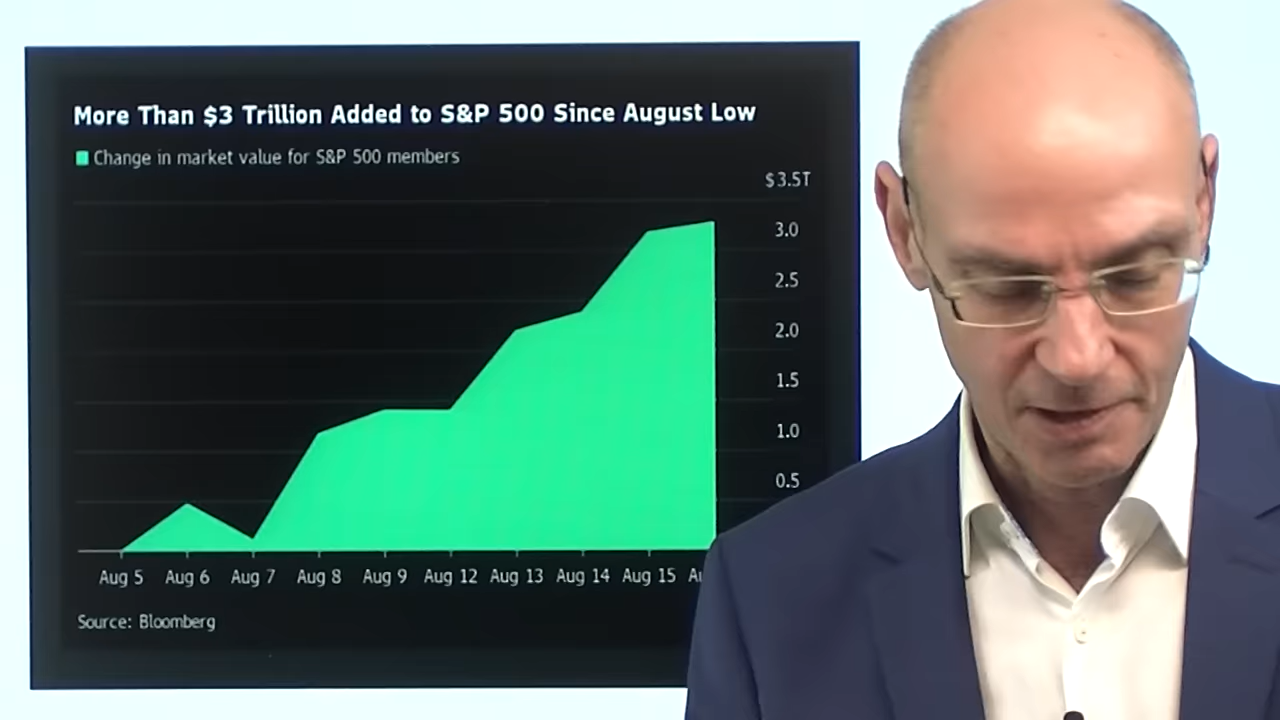 More Than $3 Trillion Added to S&P 500 Since August Low
Change in market value for S&P 500 members
$3.5T
3.0
2.5
2.0
1.5
1.0
0.5
Aug 5 Aug 6 Aug 7 Aug 8 Aug 9 Aug 12 Aug 13 Aug 14 Aug 15
Source: Bloomberg